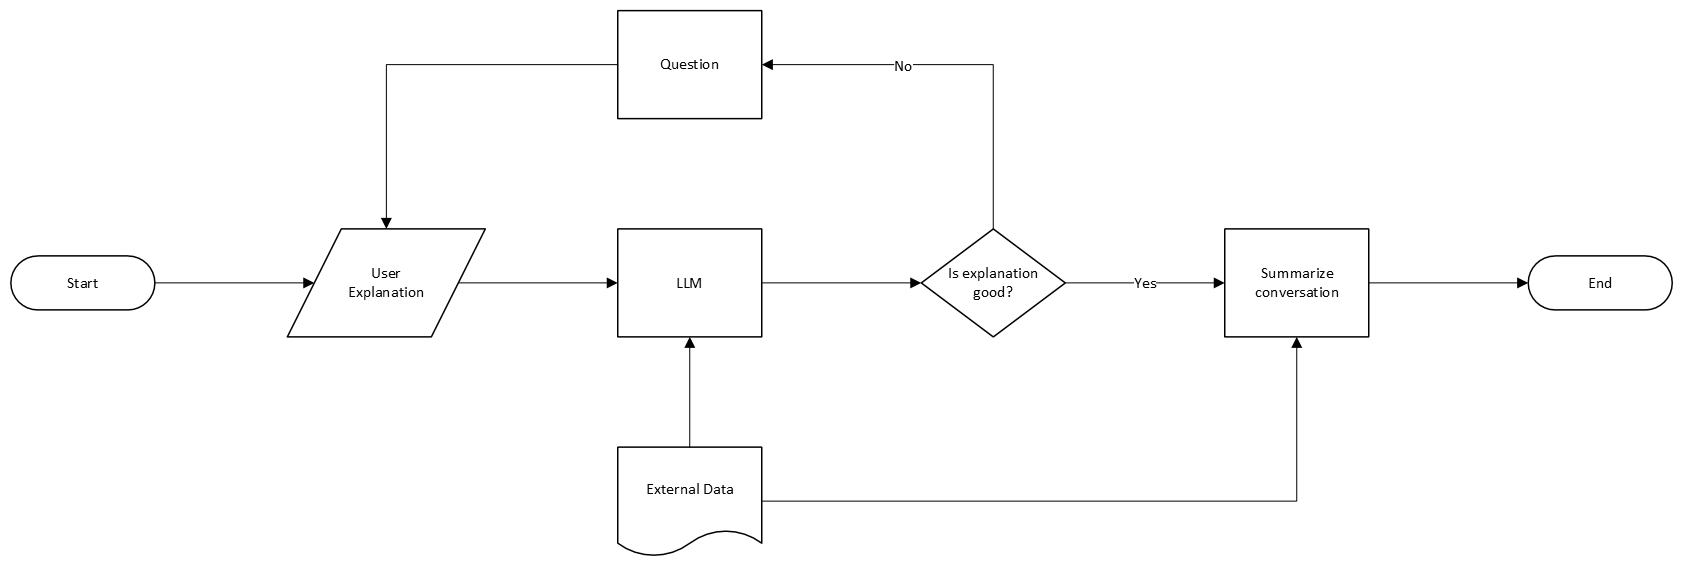 Question
No
Start
User
Explanation
LLM
Is explanation
good?
Yes
Summarize
conversation
End
External Data